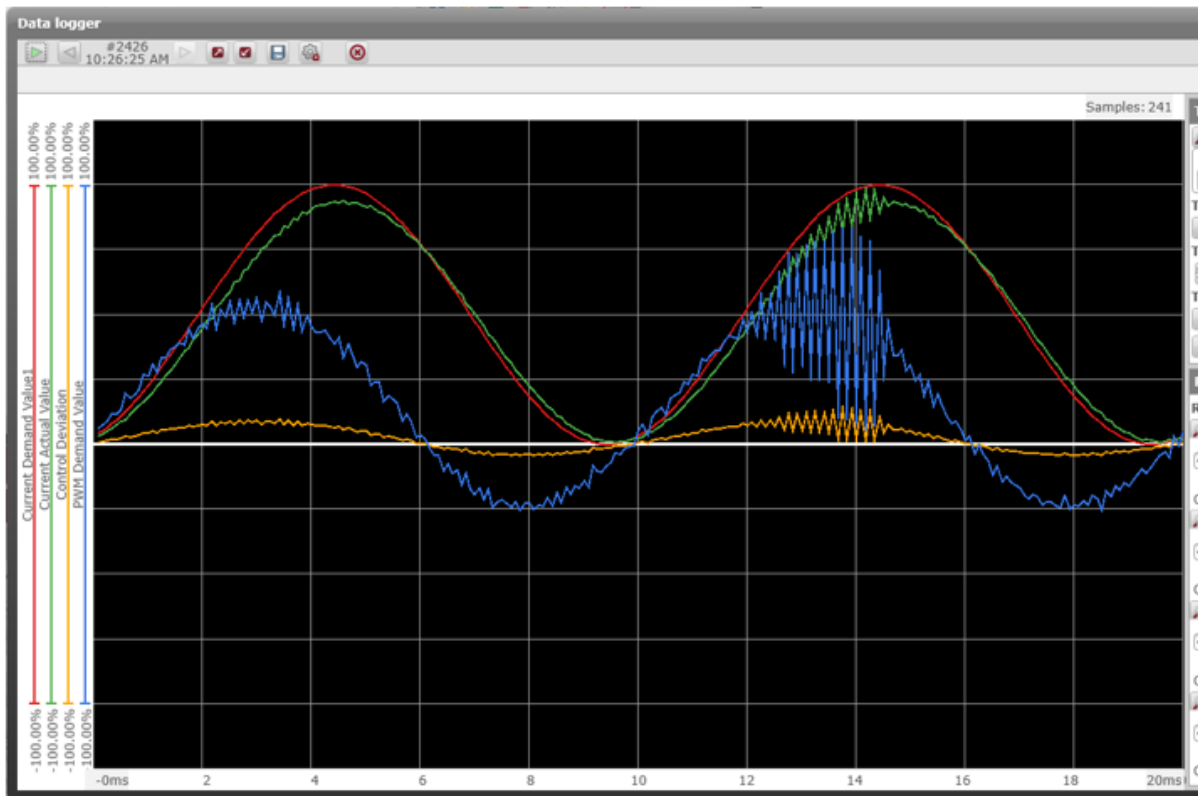 Data logger
#2426
10:26:25 AM
Samples: 241
100.00%
100.00%
100.00%
100.00%
Current Demand Value1
Current Actual Value
Control Deviation
PWM Demand Value
-100.00%
-100.00%
-100.00%
-100.00%
-0ms 2 4 6 8 10 12 14 16 18 20ms